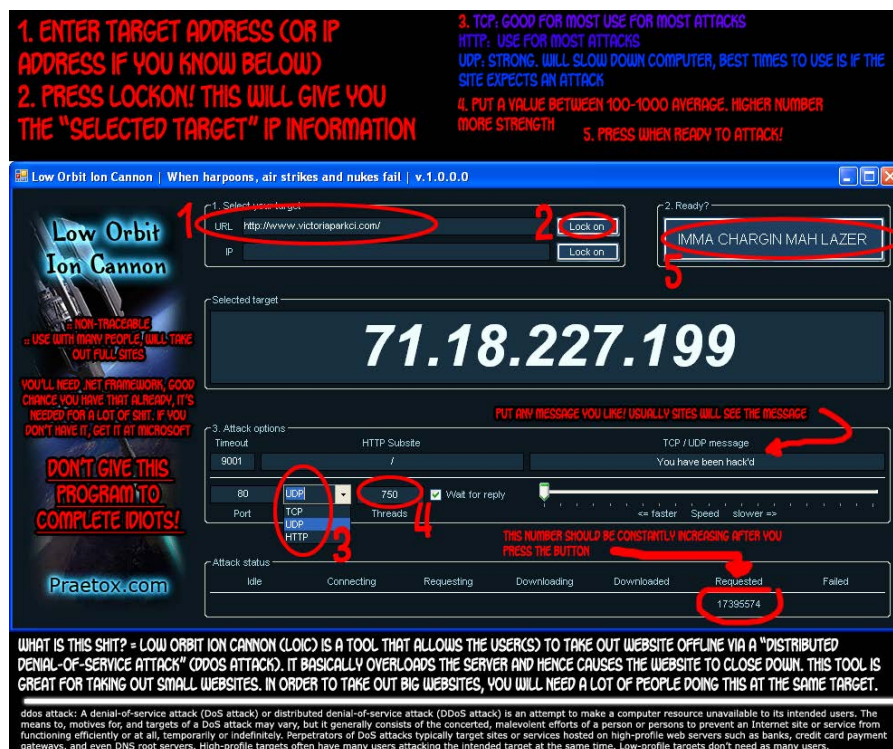 1. ENTER TARGET ADDRESS (OR IP
ADDRESS IF YOU KNOW BELOW)
2. PRESS LOCKON! THIS WILL GIVE YOU
THE "SELECTED TARGET" IP INFORMATION
3. TCP: GOOD FOR MOST USE FOR MOST ATTACKS
HTTP: USE FOR MOST ATTACKS
UDP: STRONG. WILL SLOW DOWN COMPUTER, BEST TIMES TO USE IS IF THE
SITE EXPECTS AN ATTACK
4. PUT A VALUE BETWEEN 100-1000 AVERAGE. HIGHER NUMBER
MORE STRENGTH
5. PRESS WHEN READY TO ATTACK!
Low Orbit Ion Cannon | When harpoons, air strikes and nukes fail | v.1.0.0.0
Low Orbit
Ion Cannon
:: NON-TRACEABLE
:: USE WITH MANY PEOPLE, WILL TAKE
OUT FULL SITES
YOU'LL NEED .NET FRAMEWORK, GOOD
CHANCE YOU HAVE THAT ALREADY, IT'S
NEEDED FOR A LOT OF SHIT. IF YOU
DON'T HAVE IT, GET IT AT MICROSOFT
DON'T GIVE THIS
PROGRAM TO
COMPLETE IDIOTS!
Praetox.com
1. Select your target
1
URL http://www.victoriaparkci.com/ 2 Lock on
IP Lock on
2. Ready?
IMMA CHARGIN MAH LAZER
5
Selected target
71.18.227.199
PUT ANY MESSAGE YOU LIKE! USUALLY SITES WILL SEE THE MESSAGE
3. Attack options
Timeout HTTP Subsite TCP / UDP message
9001 / You have been hack'd
80 UDP 750 Wait for reply
Port Threads <= faster Speed slower =>
TCP
UDP
HTTP
3
4
THIS NUMBER SHOULD BE CONSTANTLY INCREASING AFTER YOU
PRESS THE BUTTON
Attack status
Idle Connecting Requesting Downloading Downloaded Requested Failed
17395574
WHAT IS THIS SHIT? = LOW ORBIT ION CANNON (LOIC) IS A TOOL THAT ALLOWS THE USER(S) TO TAKE OUT WEBSITE OFFLINE VIA A "DISTRIBUTED
DENIAL-OF-SERVICE ATTACK" (DDOS ATTACK). IT BASICALLY OVERLOADS THE SERVER AND HENCE CAUSES THE WEBSITE TO CLOSE DOWN. THIS TOOL IS
GREAT FOR TAKING OUT SMALL WEBSITES. IN ORDER TO TAKE OUT BIG WEBSITES, YOU WILL NEED A LOT OF PEOPLE DOING THIS AT THE SAME TARGET.
ddos attack: A denial-of-service attack (DoS attack) or distributed denial-of-service attack (DDoS attack) is an attempt to make a computer resource unavailable to its intended users. The
means to, motives for, and targets of a DoS attack may vary, but it generally consists of the concerted, malevolent efforts of a person or persons to prevent an Internet site or service from
functioning efficiently or at all, temporarily or indefinitely. Perpetrators of DoS attacks typically target sites or services hosted on high-profile web servers such as banks, credit card payment
gateways, and even DNS root servers. High-profile targets often have many users attacking the intended target at the same time. Low-profile targets don't need as many users.